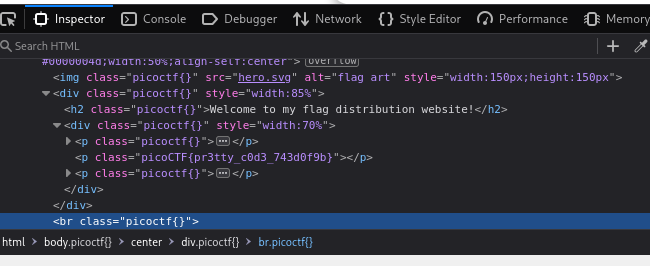 Inspector Console Debugger Network Style Editor Performance Memory
Search HTML
#0000004d;width:50%;align-self:center"> overflow
<img class="picoctf{}" src="hero.svg" alt="flag art" style="width:150px;height:150px">
<div class="picoctf{}" style="width:85%">
<h2 class="picoctf{}">Welcome to my flag distribution website!</h2>
<div class="picoctf{}" style="width:70%">
<p class="picoctf{}">⋯</p>
<p class="picoCTF{pr3tty_c0d3_743d0f9b}"></p>
<p class="picoctf{}">⋯</p>
</div>
</div>
<br class="picoctf{}">
html > body.picoctf{} > center > div.picoctf{} > br.picoctf{}